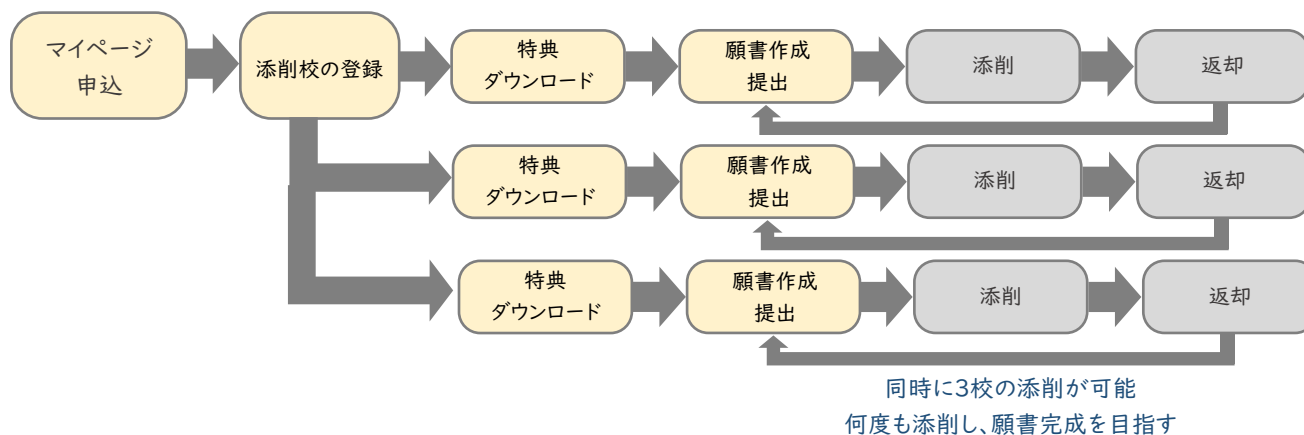 マイページ
申込
添削校の登録
特典
ダウンロード
願書作成
提出
添削
返却
特典
ダウンロード
願書作成
提出
添削
返却
特典
ダウンロード
願書作成
提出
添削
返却
同時に3校の添削が可能
何度も添削し、願書完成を目指す